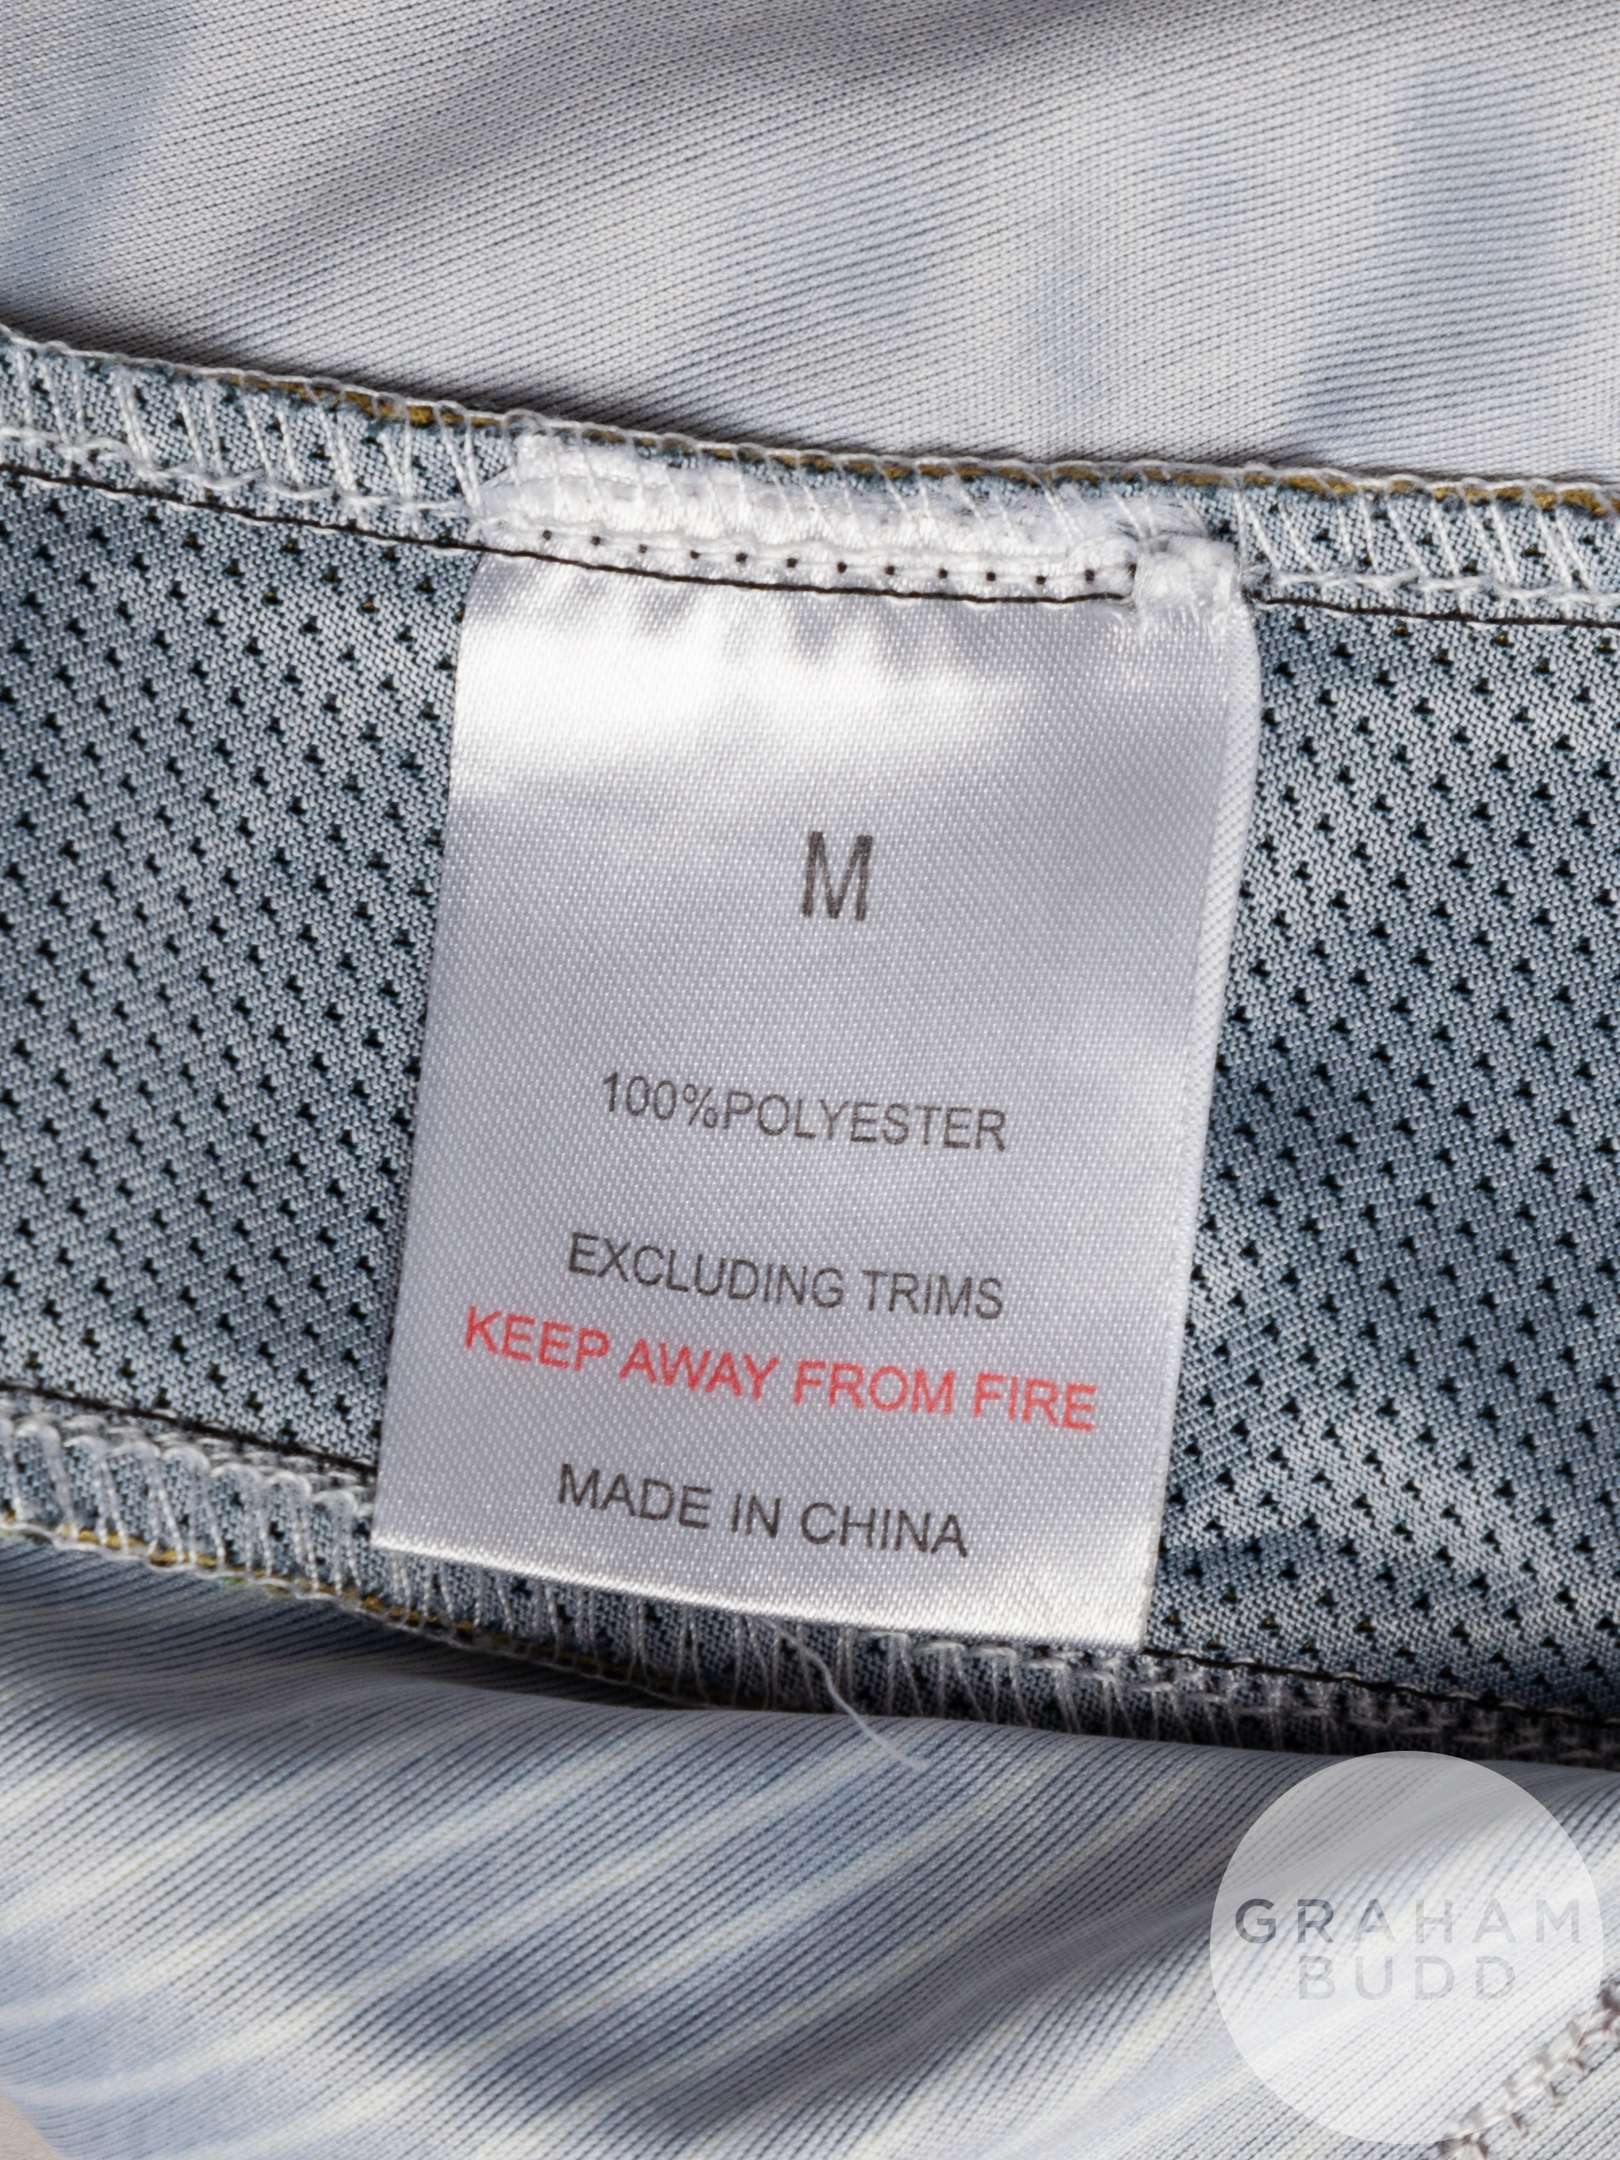 M
100%POLYESTER
EXCLUDING TRIMS
KEEP AWAY FROM FIRE
MADE IN CHINA
GRAHAM
BUDD